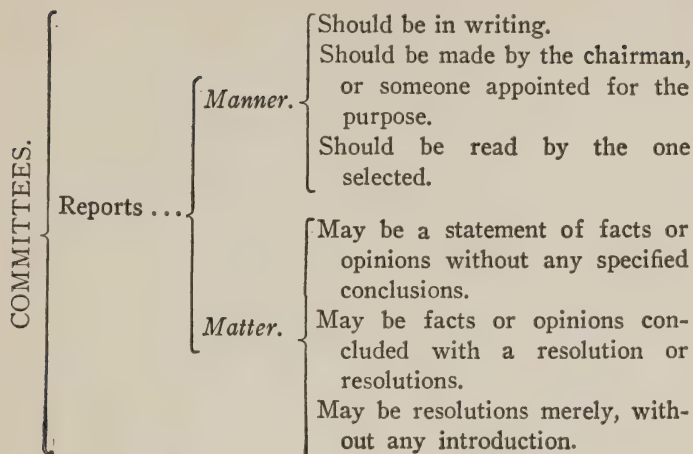 COMMITTEES.
Reports ...
Manner.
Should be in writing.
Should be made by the chairman,
or someone appointed for the
purpose.
Should be read by the one
selected.
Matter.
May be a statement of facts or
opinions without any specified
conclusions.
May be facts or opinions con-
cluded with a resolution or
resolutions.
May be resolutions merely, with-
out any introduction.